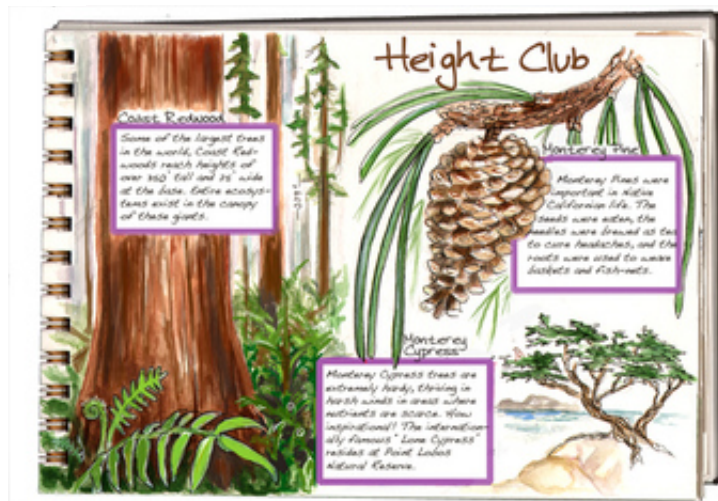 Height Club
Coast Redwood
Some of the largest trees
in the world, Coast Red-
woods reach heights of
over 350' tall and 25' wide
at the base. Entire ecosys-
tems exist in the canopy
of these giants.
Monterey Pine
Monterey Pines were
important in Native
Californian life. The
seeds were eaten, the
needles were brewed as tea
to cure headaches, and the
roots were used to weave
baskets and fish-nets.
Monterey
Cypress
Monterey Cypress trees are
extremely hardy, thriving in
harsh winds in areas where
nutrients are scarce. How
inspirational! The internation-
ally famous "Lone Cypress"
resides at Point Lobos
Natural Reserve.